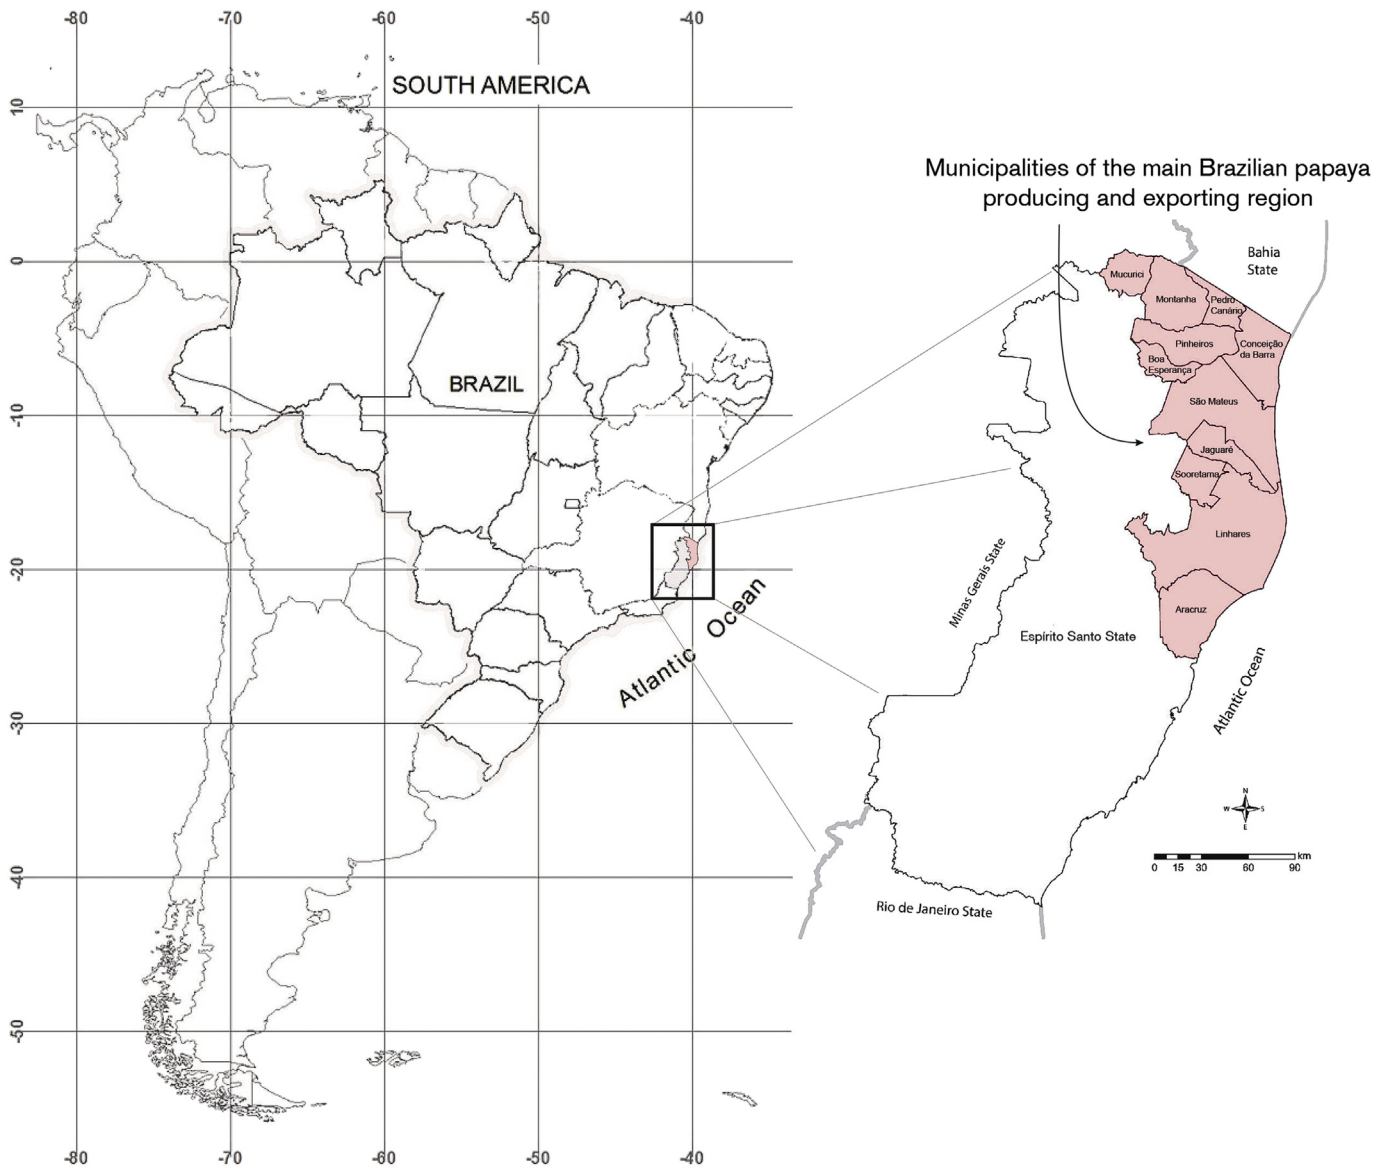 -80 -70 -60 -50 -40
SOUTH AMERICA
10
0
-10
-20
-30
-40
-50
BRAZIL
Atlantic Ocean
-80 -70 -60 -50 -40
Municipalities of the main Brazilian papaya
producing and exporting region
Bahia
State
Mucurici
Montanha
Pedro
Canário
Pinheiros
Conceição
da Barra
Boa
Esperança
São Mateus
Jaguaré
Sooretama
Linhares
Aracruz
Minas Gerais State
Espírito Santo State
Atlantic Ocean
N
W S
E
km
0 15 30 60 90
Rio de Janeiro State